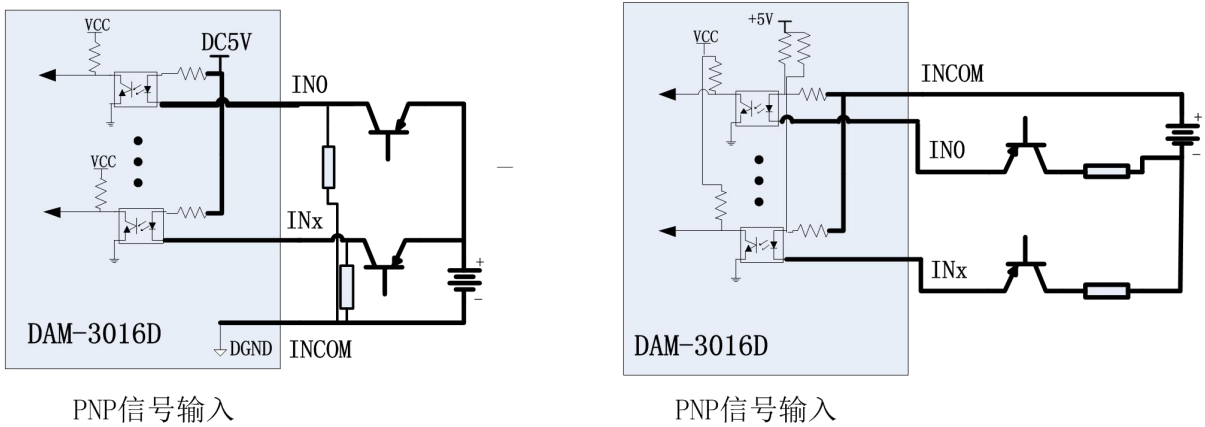 VCC
DC5V
IN0
VCC
INx
+
-
DAM-3016D
DGND
INCOM
PNP信号输入
+5V
VCC
INCOM
+
-
IN0
INx
DAM-3016D
PNP信号输入